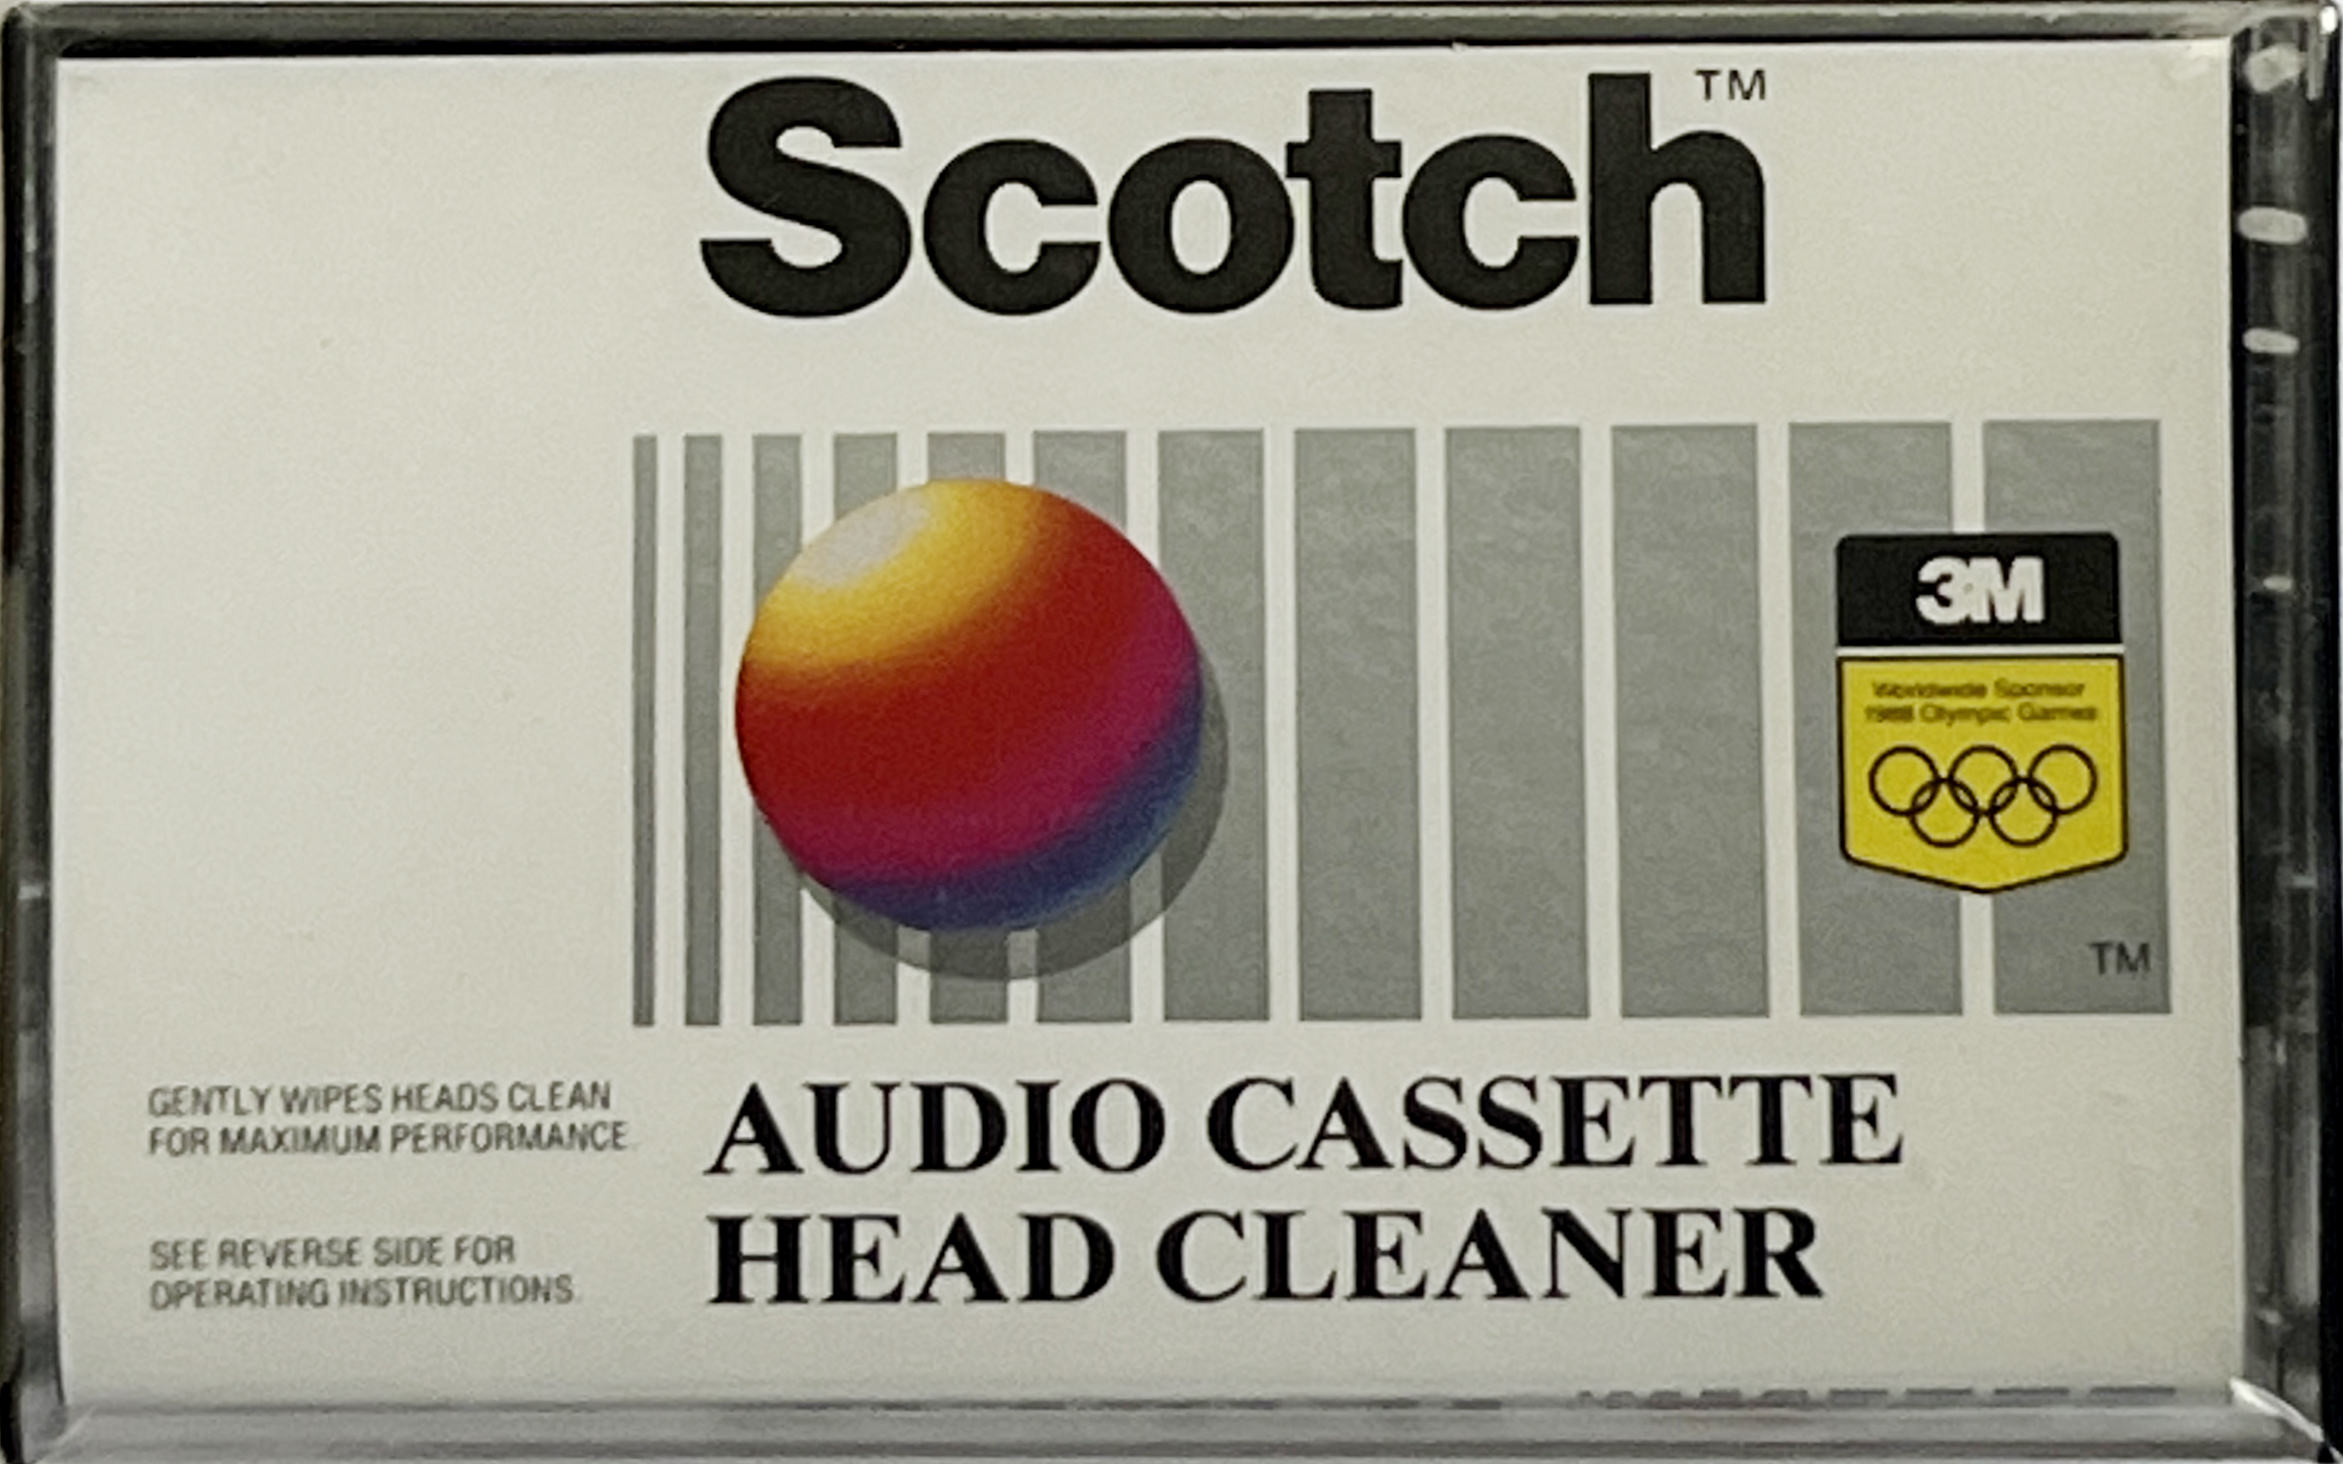 Scotch™
3M
Worldwide Sponsor
1988 Olympic Games
TM
AUDIO CASSETTE
HEAD CLEANER
GENTLY WIPES HEADS CLEAN
FOR MAXIMUM PERFORMANCE.
SEE REVERSE SIDE FOR
OPERATING INSTRUCTIONS.